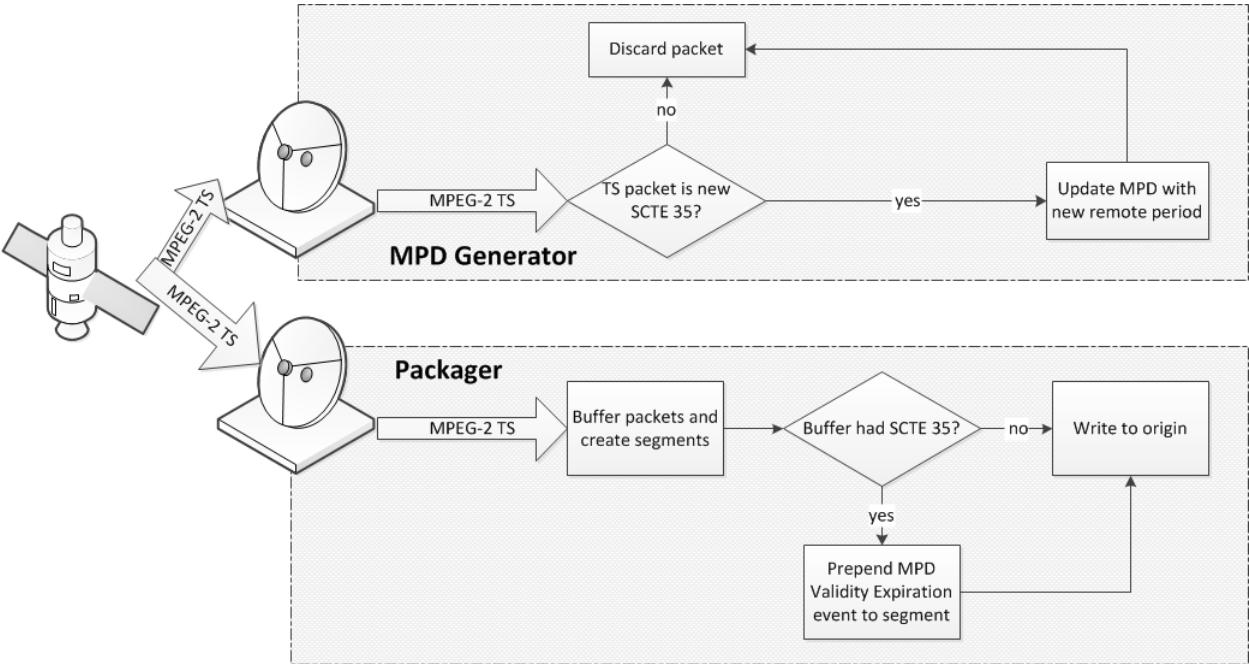 Discard packet
no
MPEG-2 TS
MPEG-2 TS
TS packet is new
SCTE 35?
yes
Update MPD with
new remote period
MPD Generator
MPEG-2 TS
Packager
MPEG-2 TS
Buffer packets and
create segments
Buffer had SCTE 35?
no
Write to origin
yes
Prepend MPD
Validity Expiration
event to segment